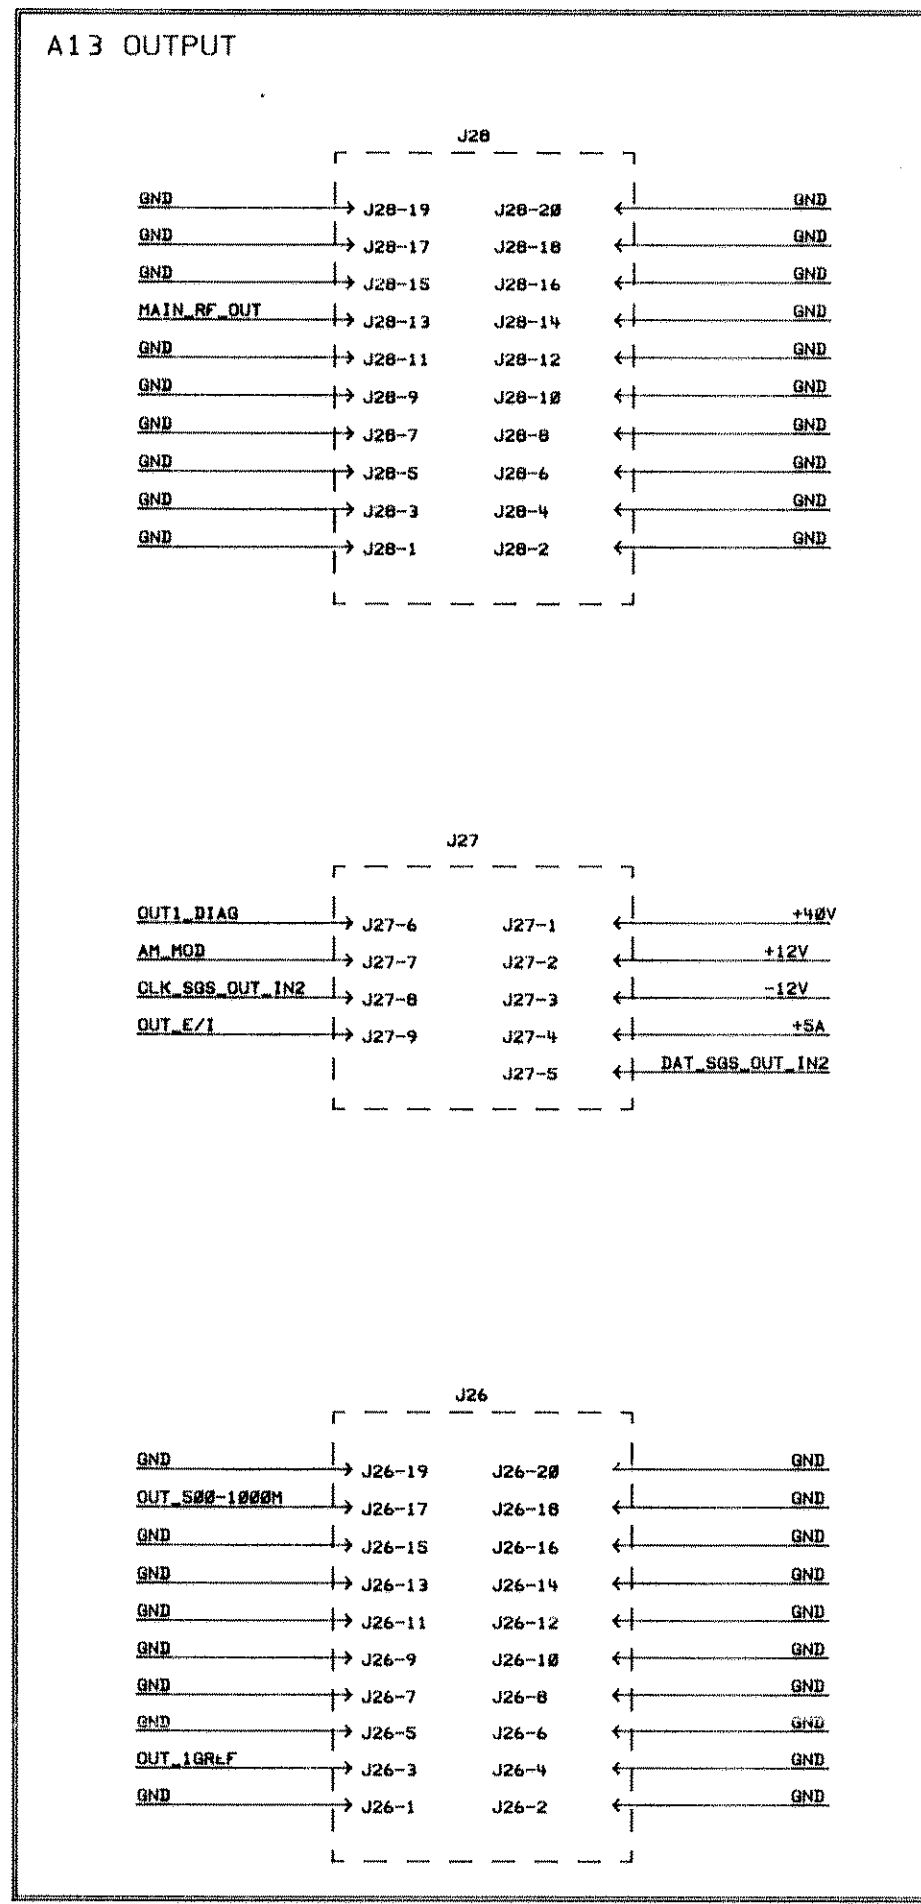 A13 OUTPUT
J28
GND J28-19 J28-20 GND
GND J28-17 J28-18 GND
GND J28-15 J28-16 GND
MAIN_RF_OUT J28-13 J28-14 GND
GND J28-11 J28-12 GND
GND J28-9 J28-10 GND
GND J28-7 J28-8 GND
GND J28-5 J28-6 GND
GND J28-3 J28-4 GND
GND J28-1 J28-2 GND
J27
OUT1_DIAG J27-6 J27-1 +40V
AM_MOD J27-7 J27-2 +12V
CLK_SGS_OUT_IN2 J27-8 J27-3 -12V
OUT_E/I J27-9 J27-4 +5A
J27-5 DAT_SGS_OUT_IN2
J26
GND J26-19 J26-20 GND
OUT_500-1000M J26-17 J26-18 GND
GND J26-15 J26-16 GND
GND J26-13 J26-14 GND
GND J26-11 J26-12 GND
GND J26-9 J26-10 GND
GND J26-7 J26-8 GND
GND J26-5 J26-6 GND
OUT_1GREF J26-3 J26-4 GND
GND J26-1 J26-2 GND